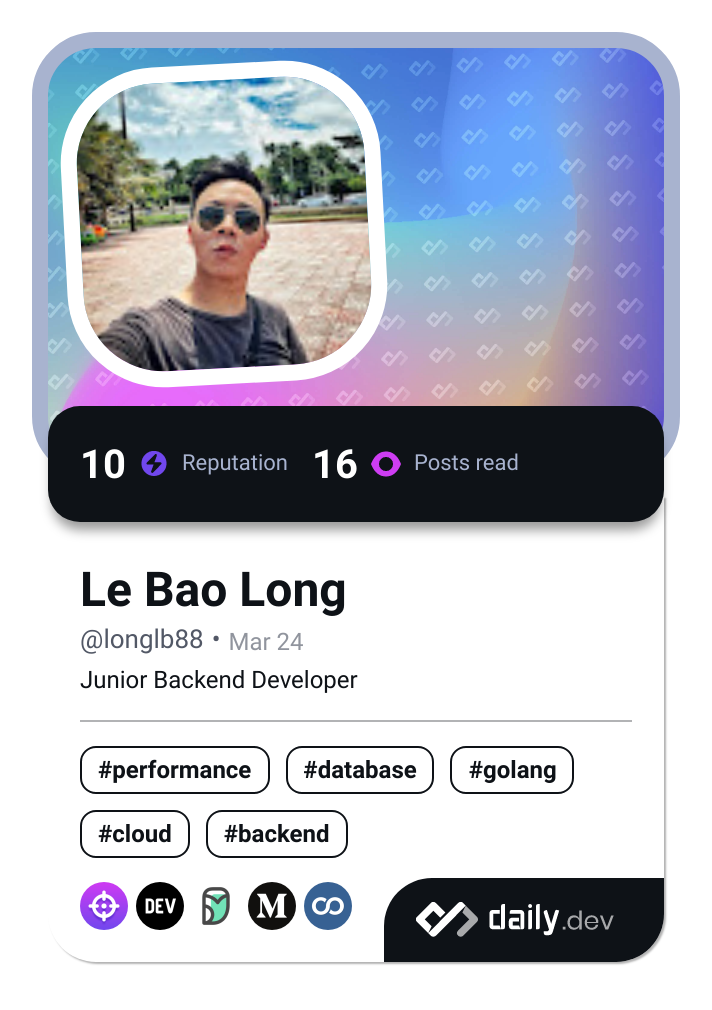 10 Reputation 16 Posts read
Le Bao Long
@longlb88 • Mar 24
Junior Backend Developer
#performance #database #golang
#cloud #backend
DEV M daily.dev